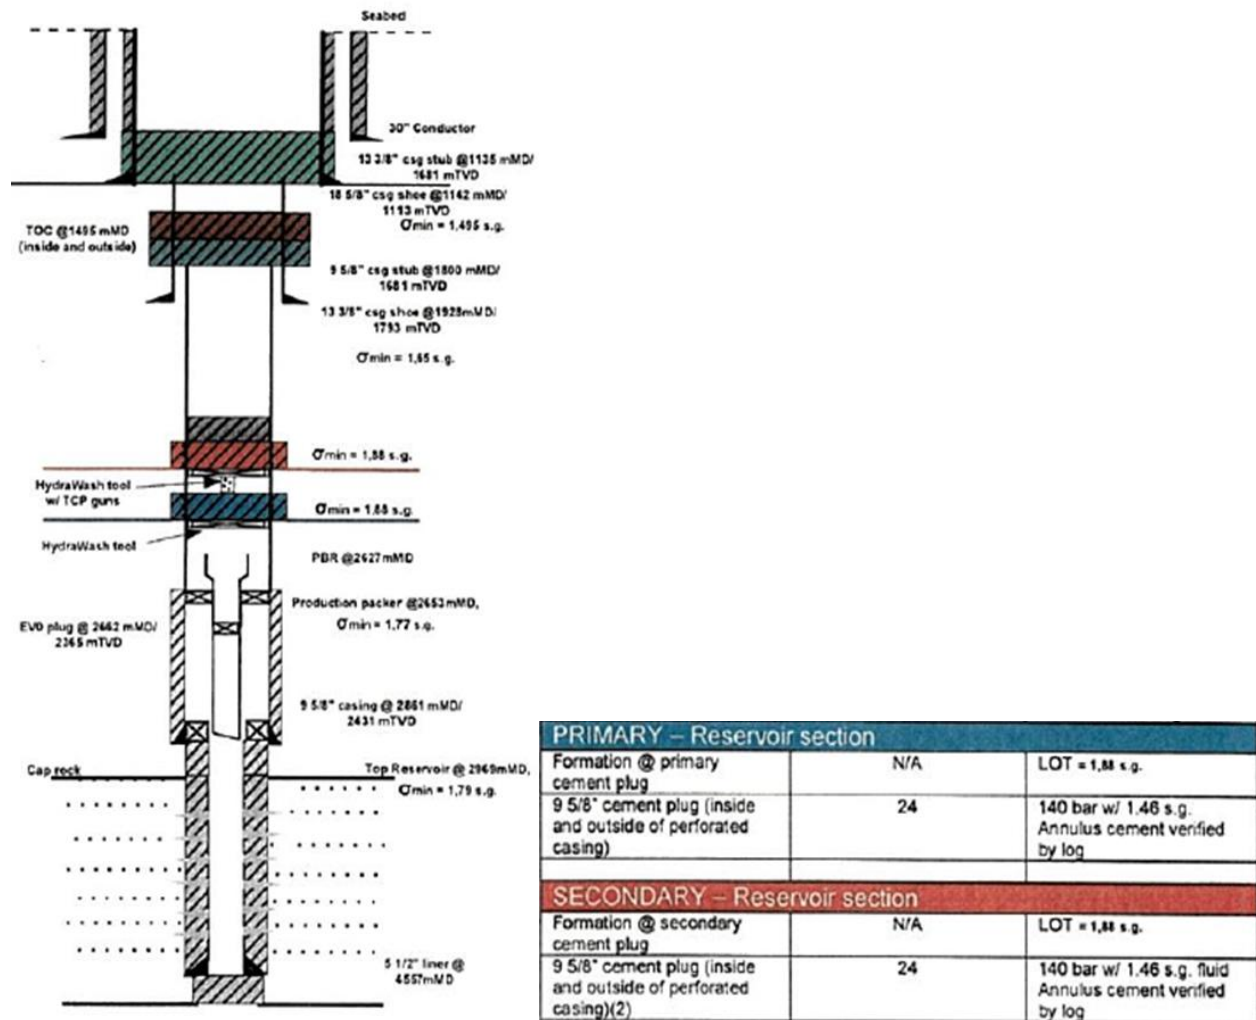 Seabed
30" Conductor
13 3/8" csg stub @1135 mMD/
1681 mTVD
18 5/8" csg shoe @1142 mMD/
1113 mTVD
σmin = 1,495 s.g.
TOC @1495 mMD
(inside and outside)
9 5/8" csg stub @1800 mMD/
1681 mTVD
13 3/8" csg shoe @1928mMD/
1793 mTVD
σmin = 1,65 s.g.
σmin = 1,88 s.g.
HydraWash tool
w/ TCP guns
σmin = 1,88 s.g.
HydraWash tool
PBR @2627mMD
Production packer @2653mMD,
σmin = 1,77 s.g.
EV0 plug @ 2662 mMD/
2365 mTVD
9 5/8" casing @ 2861 mMD/
2431 mTVD
Cap rock
Top Reservoir @ 2969mMD,
σmin = 1,79 s.g.
5 1/2" liner @
4557mMD
PRIMARY – Reservoir section
Formation @ primary
cement plug
N/A
LOT = 1,88 s.g.
9 5/8" cement plug (inside
and outside of perforated
casing)
24
140 bar w/ 1.46 s.g.
Annulus cement verified
by log
SECONDARY – Reservoir section
Formation @ secondary
cement plug
N/A
LOT = 1,88 s.g.
9 5/8" cement plug (inside
and outside of perforated
casing)(2)
24
140 bar w/ 1.46 s.g. fluid
Annulus cement verified
by log